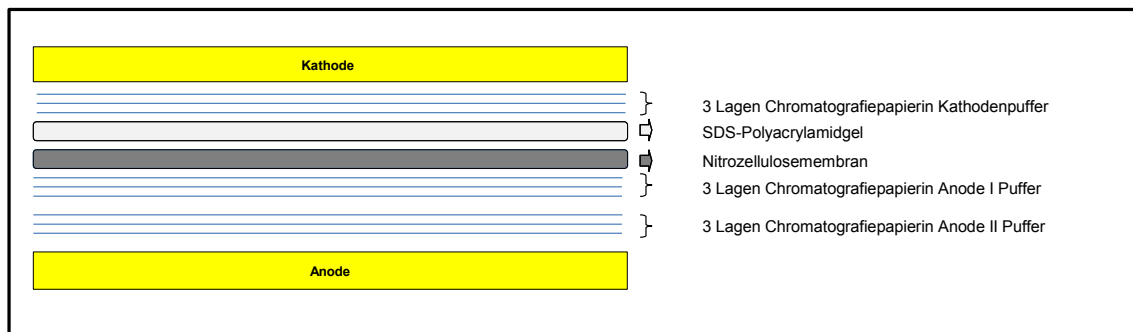 Kathode
3 Lagen Chromatografiepapierin Kathodenpuffer
SDS-Polyacrylamidgel
Nitrozellulosemembran
3 Lagen Chromatografiepapierin Anode I Puffer
3 Lagen Chromatografiepapierin Anode II Puffer
Anode